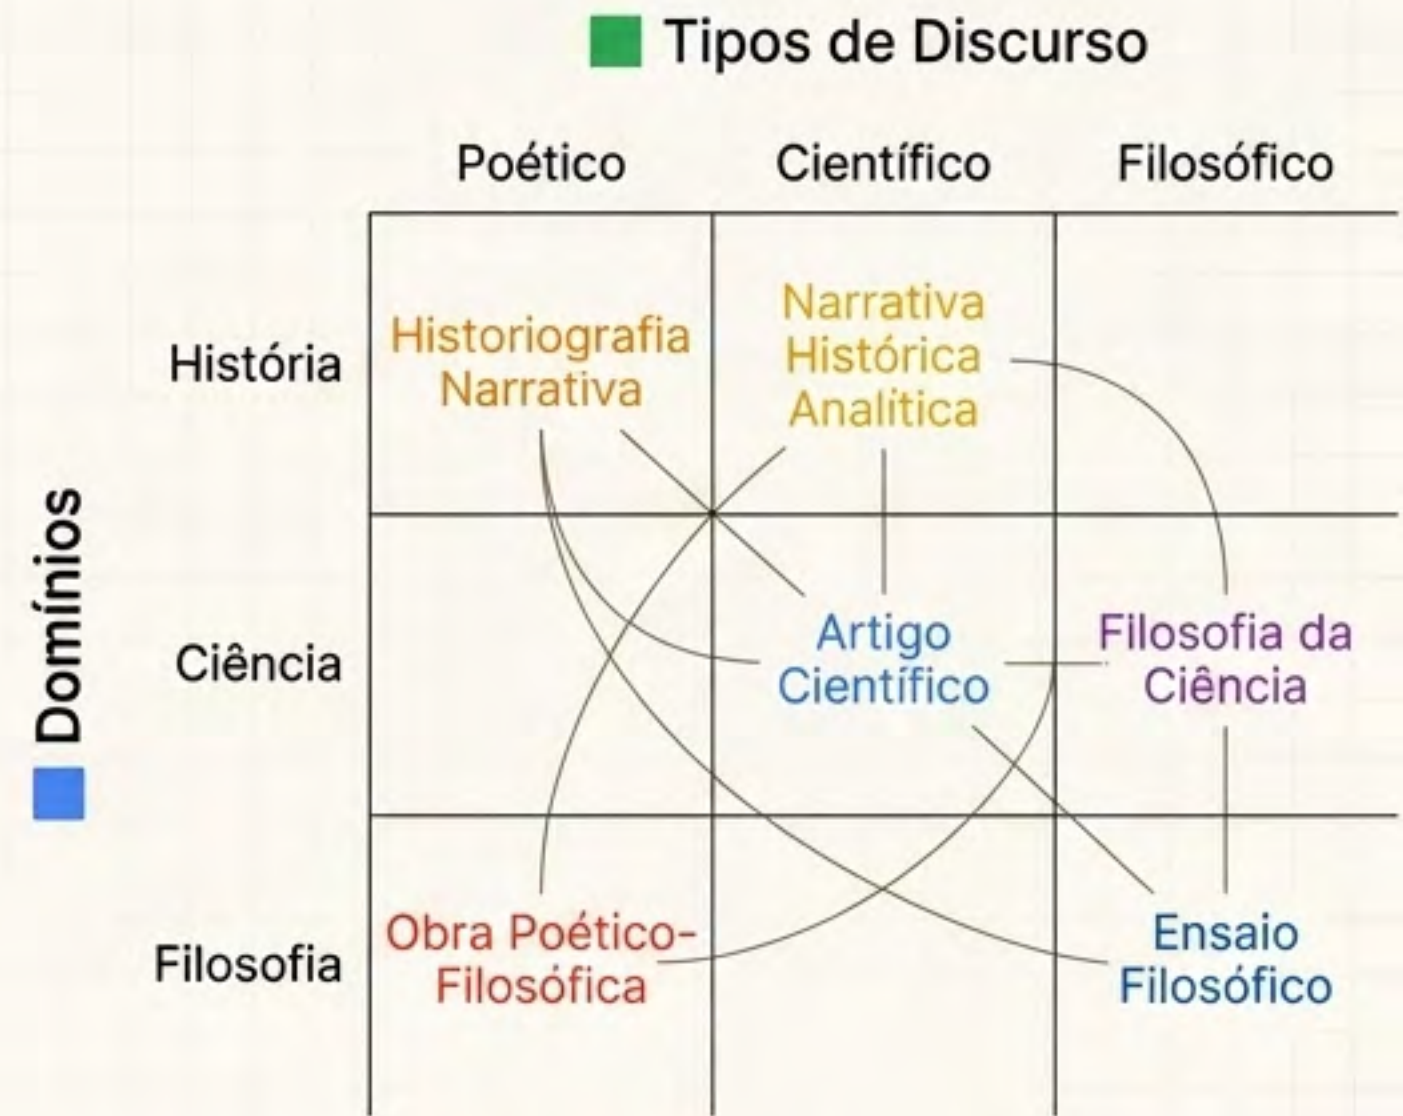 Tipos de Discurso
Poético
Científico
Filosófico
Domínios
História
Historiografia
Narrativa
Narrativa
Histórica
Analítica
Ciência
Artigo
Científico
Filosofia da
Ciência
Filosofia
Obra Poético-
Filosófica
Ensaio
Filosófico